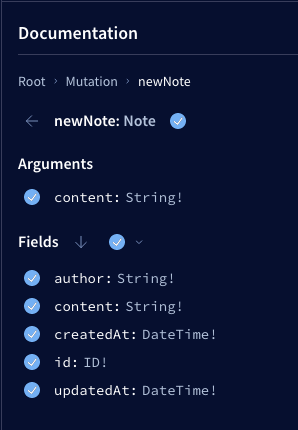 Documentation
Root › Mutation › newNote
← newNote: Note
Arguments
content: String!
Fields ↓
author: String!
content: String!
createdAt: DateTime!
id: ID!
updatedAt: DateTime!